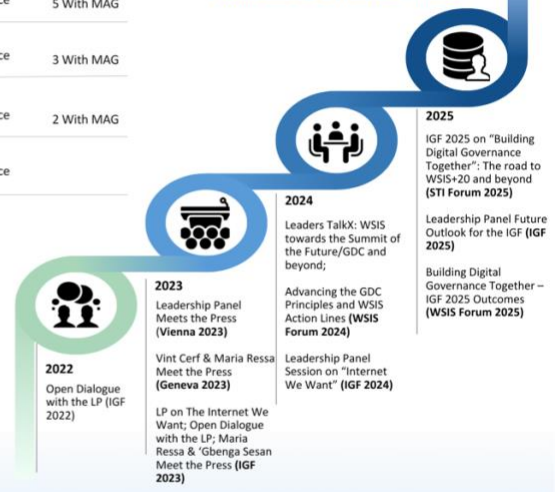 5 With MAG
ce
3 With MAG
ce
2 With MAG
ce
2022
Open Dialogue
with the LP (IGF
2022)
2023
Leadership Panel
Meets the Press
(Vienna 2023)
Vint Cerf & Maria Ressa
Meet the Press
(Geneva 2023)
LP on The Internet We
Want; Open Dialogue
with the LP; Maria
Ressa & ‘Gbenga Sesan
Meet the Press (IGF
2023)
2024
Leaders TalkX: WSIS
towards the Summit of
the Future/GDC and
beyond;
Advancing the GDC
Principles and WSIS
Action Lines (WSIS
Forum 2024)
Leadership Panel
Session on “Internet
We Want” (IGF 2024)
2025
IGF 2025 on “Building
Digital Governance
Together”: The road to
WSIS+20 and beyond
(STI Forum 2025)
Leadership Panel Future
Outlook for the IGF (IGF
2025)
Building Digital
Governance Together –
IGF 2025 Outcomes
(WSIS Forum 2025)